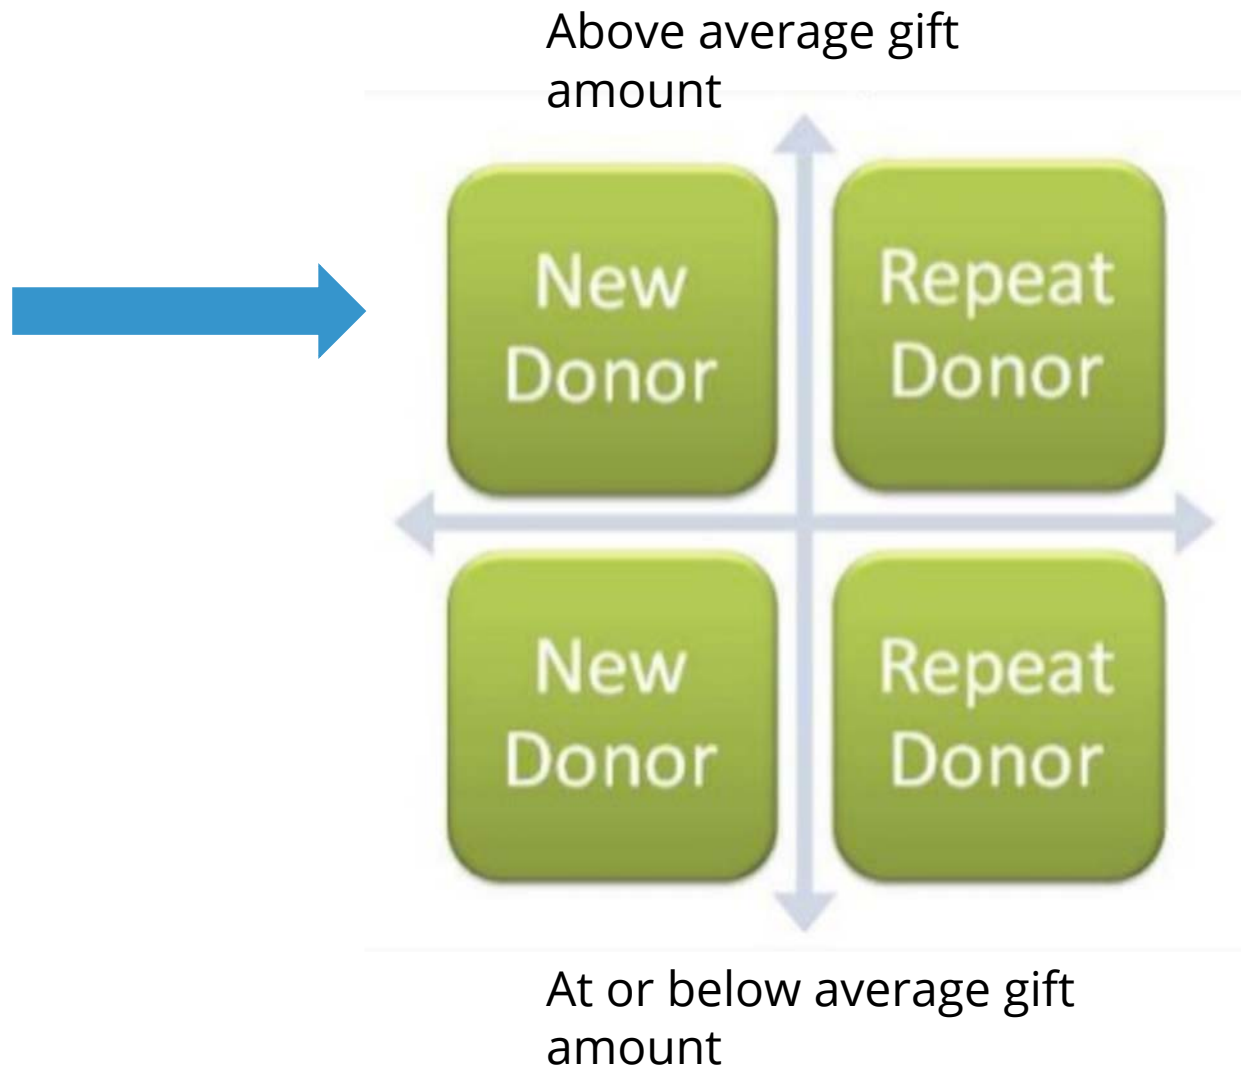 Above average gift
amount
New
Donor
Repeat
Donor
New
Donor
Repeat
Donor
At or below average gift
amount